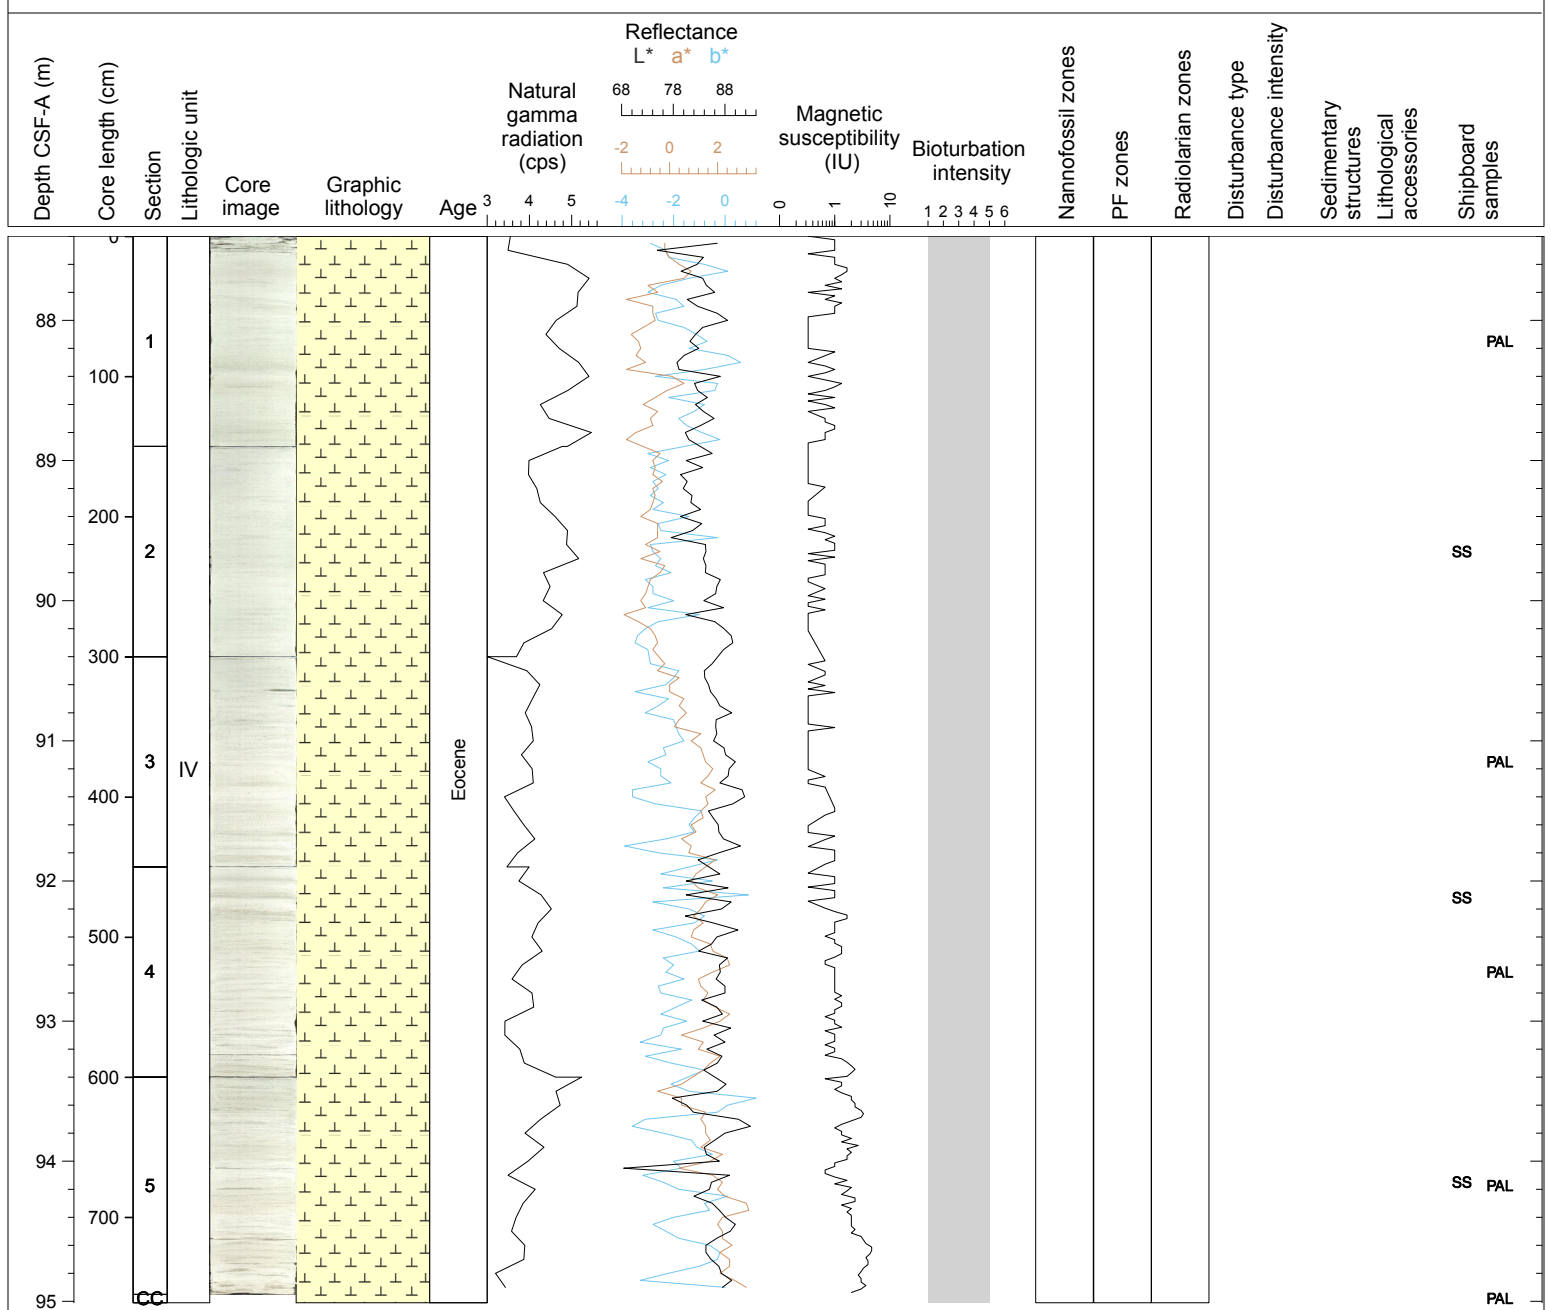 Depth CSF-A (m)
Core length (cm)
Section
Lithologic unit
Core
image
Graphic
lithology
Age
Natural
gamma
radiation
(cps)
3 4 5
Reflectance
L* a* b*
68 78 88
-2 0 2
-4 -2 0
Magnetic
susceptibility
(IU)
0 1 10
Bioturbation
intensity
1 2 3 4 5 6
Nannofossil zones
PF zones
Radiolarian zones
Disturbance type
Disturbance intensity
Sedimentary
structures
Lithological
accessories
Shipboard
samples
0
88
1
PAL
100
89
200
2
SS
90
300
91
3
IV
Eocene
PAL
400
92
SS
500
4
PAL
93
600
94
5
SS PAL
700
95
CC
PAL